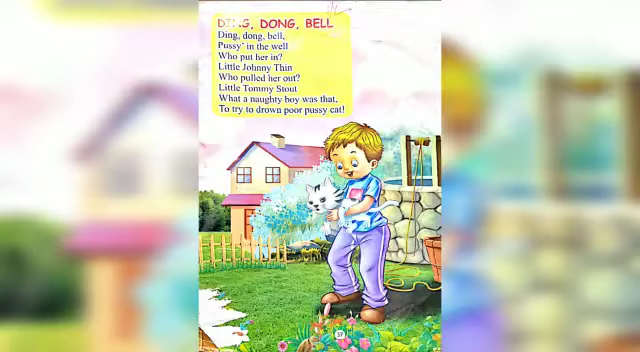 DING, DONG, BELL
Ding, dong, bell,
Pussy' in the well
Who put her in?
Little Johnny Thin
Who pulled her out?
Little Tommy Stout
What a naughty boy was that,
To try to drown poor pussy cat!
37